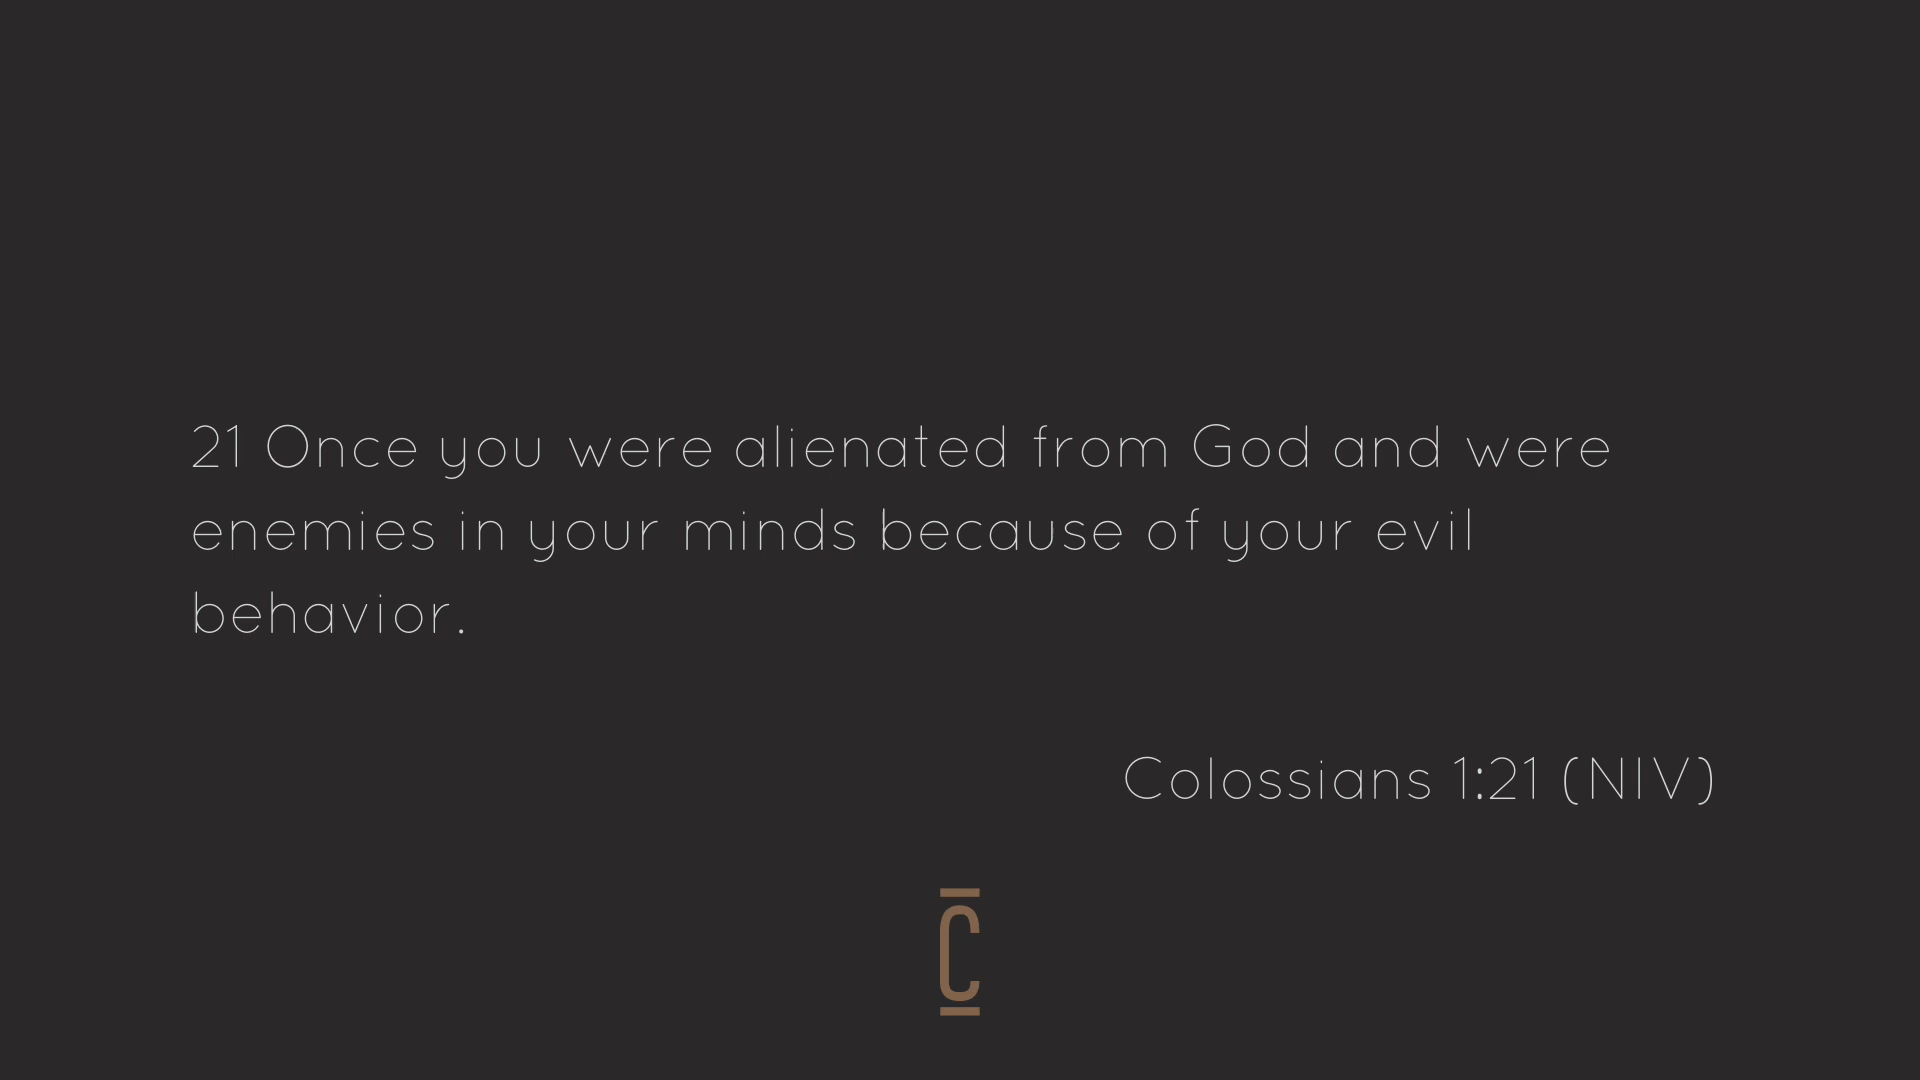 21 Once you were alienated from God and were
enemies in your minds because of your evil
behavior.
Colossians 1:21 (NIV)
C